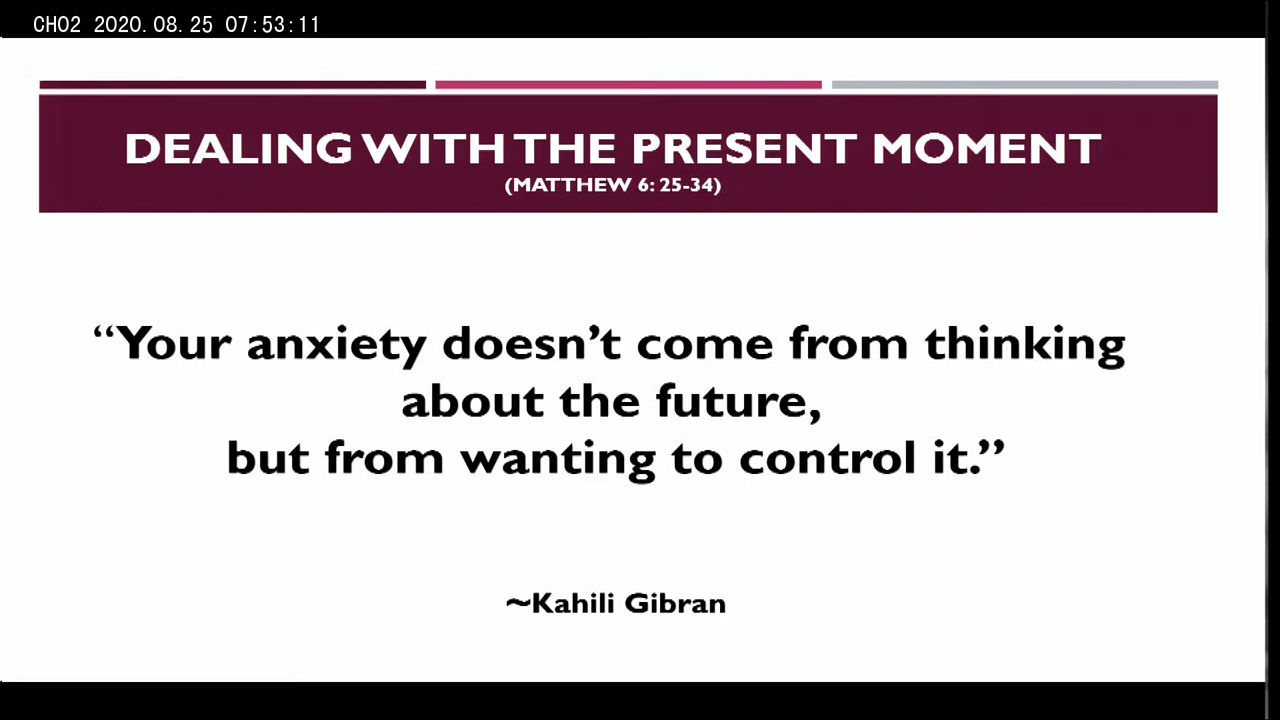 CH02 2020.08.25 07:53:11
DEALING WITH THE PRESENT MOMENT
(MATTHEW 6: 25-34)
“Your anxiety doesn’t come from thinking
about the future,
but from wanting to control it.”
~Kahili Gibran